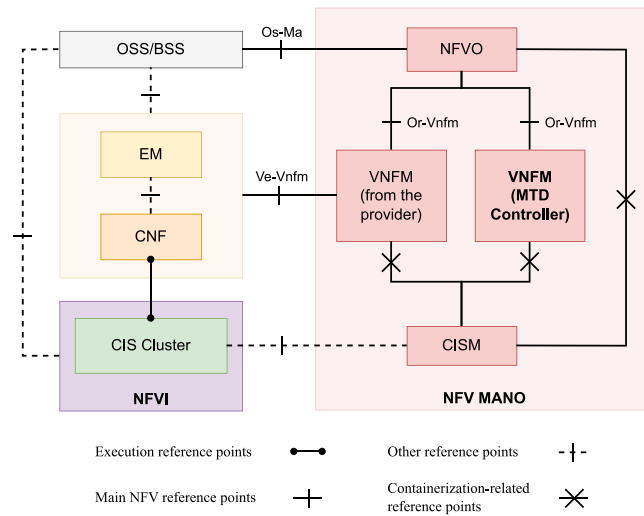 Os-Ma
OSS/BSS
NFVO
Or-Vnfm
Or-Vnfm
EM
VNFM
(from the
provider)
VNFM
(MTD
Controller)
Ve-Vnfm
CNF
CIS Cluster
CISM
NFVI
NFV MANO
Execution reference points
Other reference points
Main NFV reference points
Containerization-related
reference points